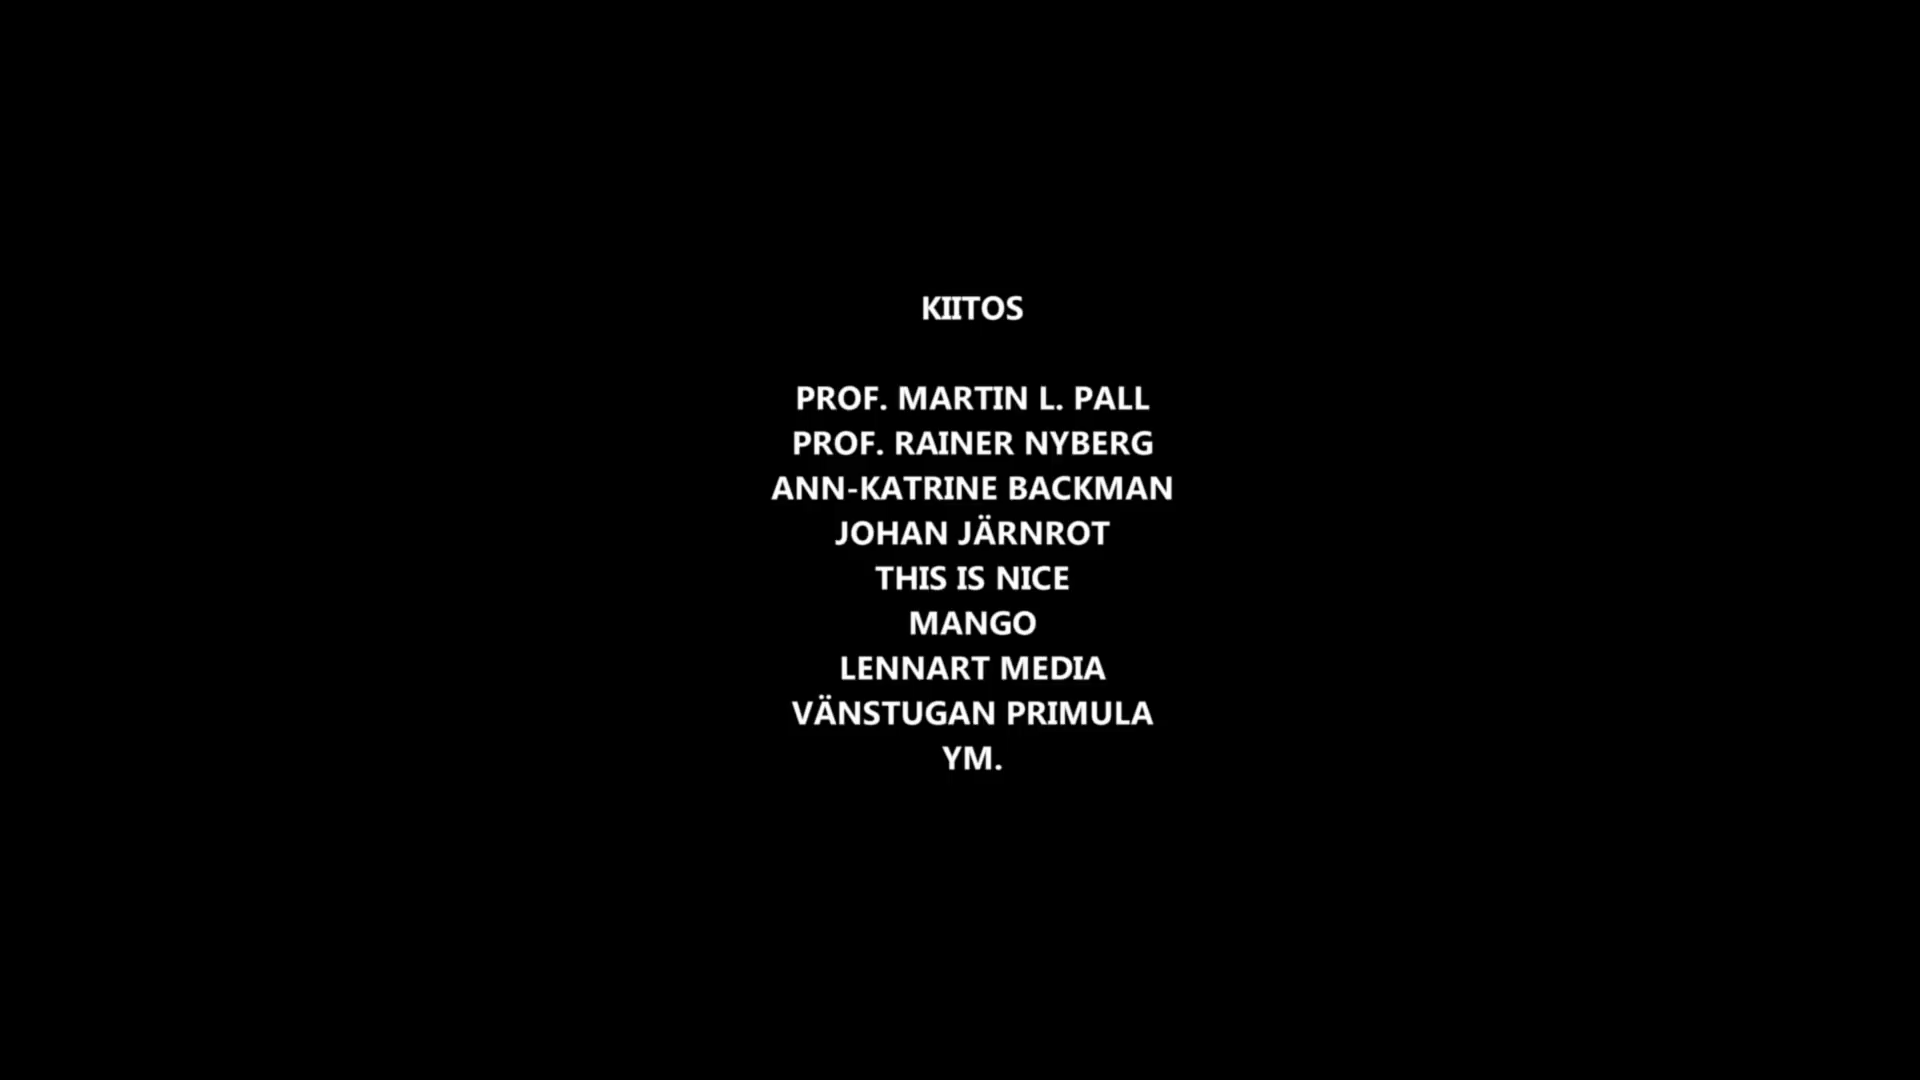 KIITOS
PROF. MARTIN L. PALL
PROF. RAINER NYBERG
ANN-KATRINE BACKMAN
JOHAN JÄRNROT
THIS IS NICE
MANGO
LENNART MEDIA
VÄNSTUGAN PRIMULA
YM.